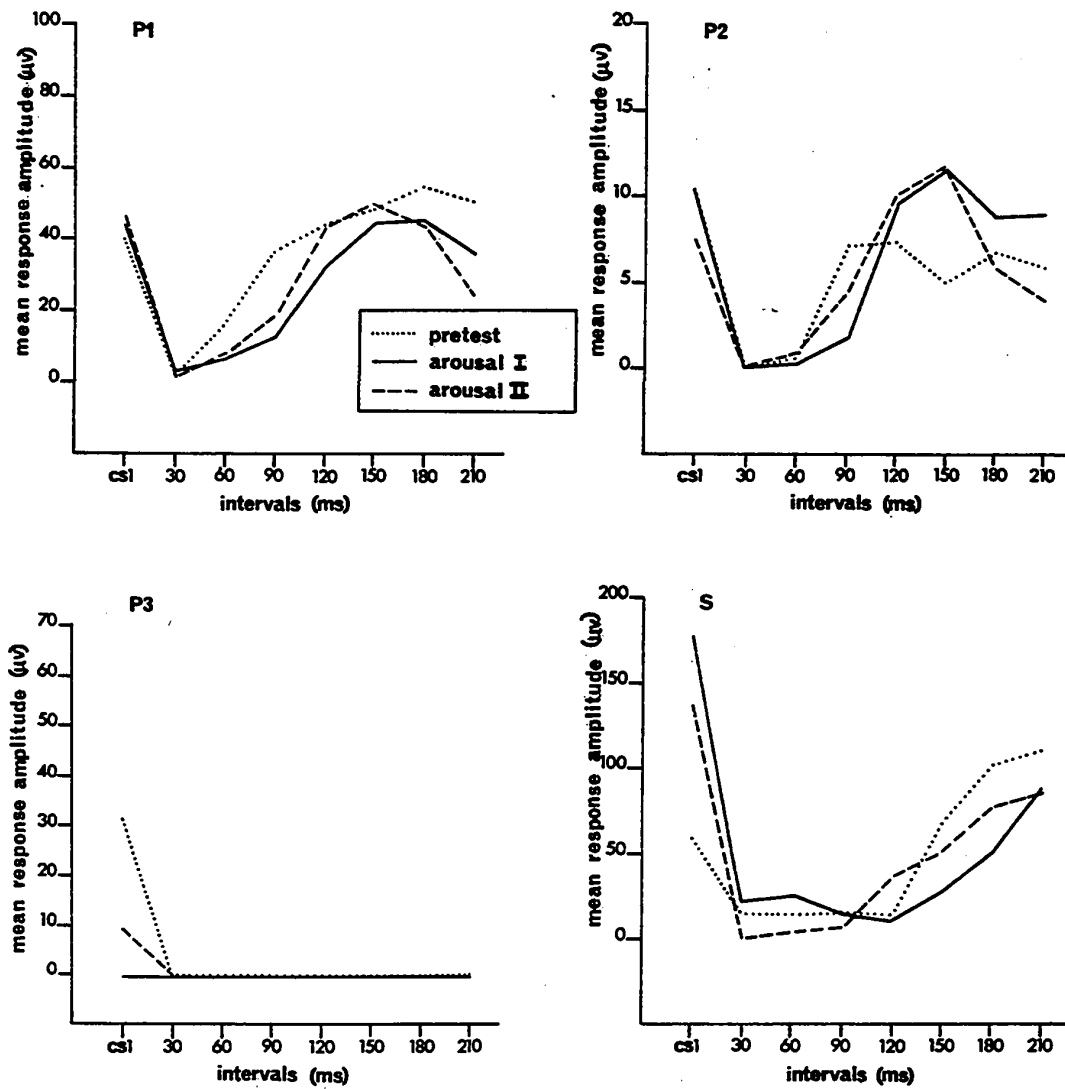 P1
mean response amplitude (μv)
100
80
60
40
20
0
csi 30 60 90 120 150 180 210
intervals (ms)
pretest
arousal I
arousal II
P2
mean response amplitude (μv)
20
15
10
5
0
csi 30 60 90 120 150 180 210
intervals (ms)
P3
mean response amplitude (μv)
70
60
50
40
30
20
10
0
csi 30 60 90 120 150 180 210
intervals (ms)
S
mean response amplitude (μv)
200
150
100
50
0
csi 30 60 90 120 150 180 210
intervals (ms)